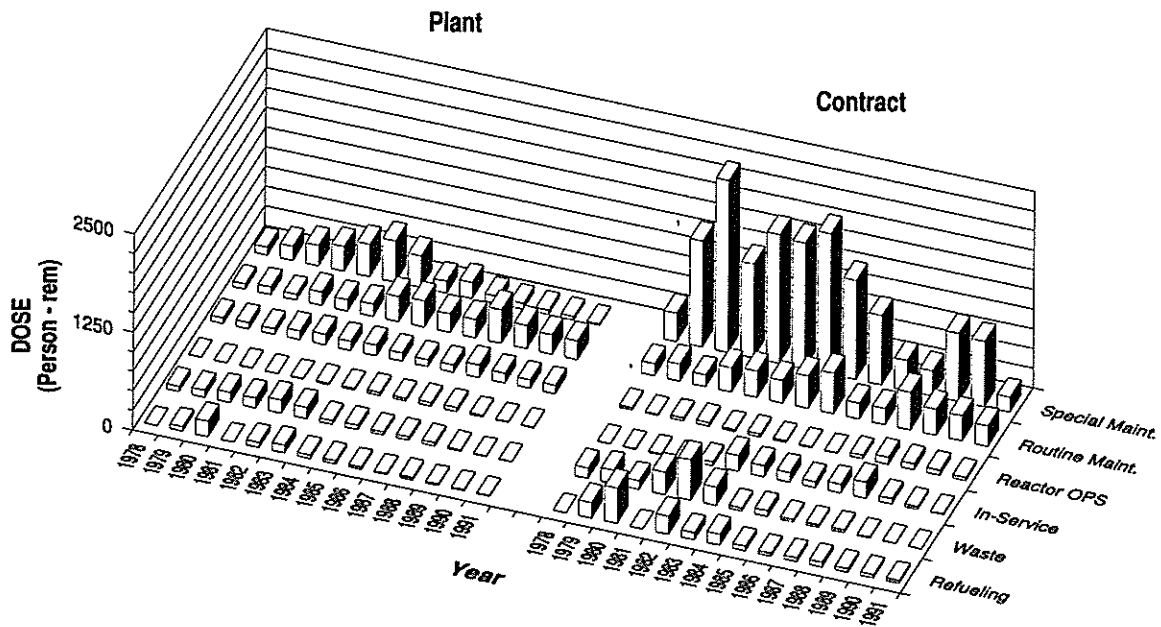 Plant
Contract
2500
1250
0
DOSE
(Person - rem)
1978
1979
1980
1981
1982
1983
1984
1985
1986
1987
1988
1989
1990
1991
Year
1978
1979
1980
1981
1982
1983
1984
1985
1986
1987
1988
1989
1990
1991
Special Maint.
Routine Maint.
Reactor OPS
In-Service
Waste
Refueling